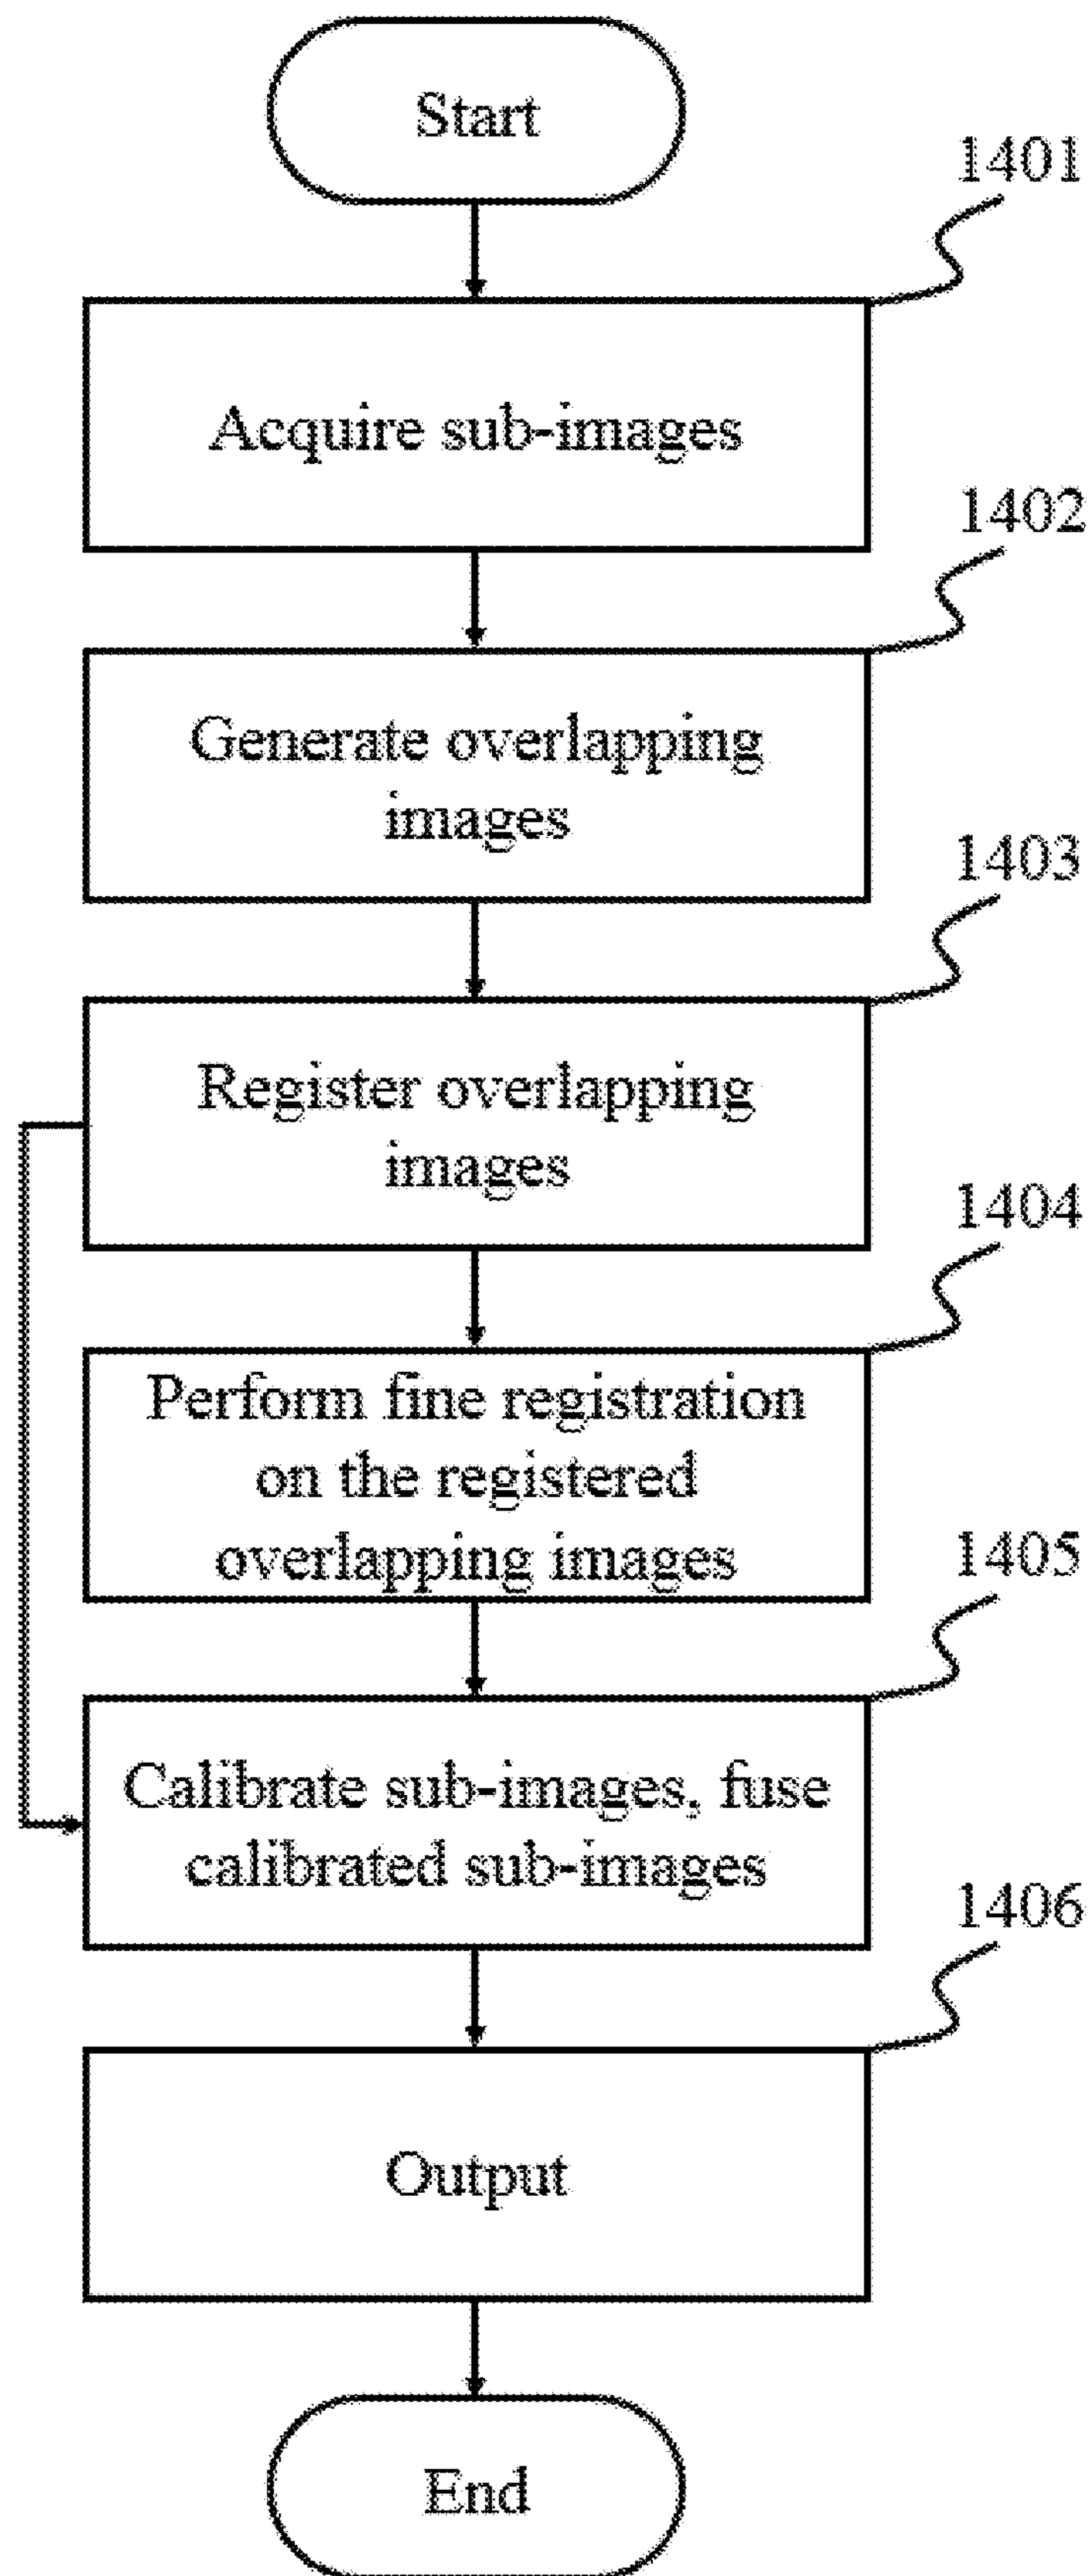 Start
1401
Acquire sub-images
1402
Generate overlapping
images
1403
Register overlapping
images
1404
Perform fine registration
on the registered
overlapping images
1405
Calibrate sub-images, fuse
calibrated sub-images
1406
Output
End